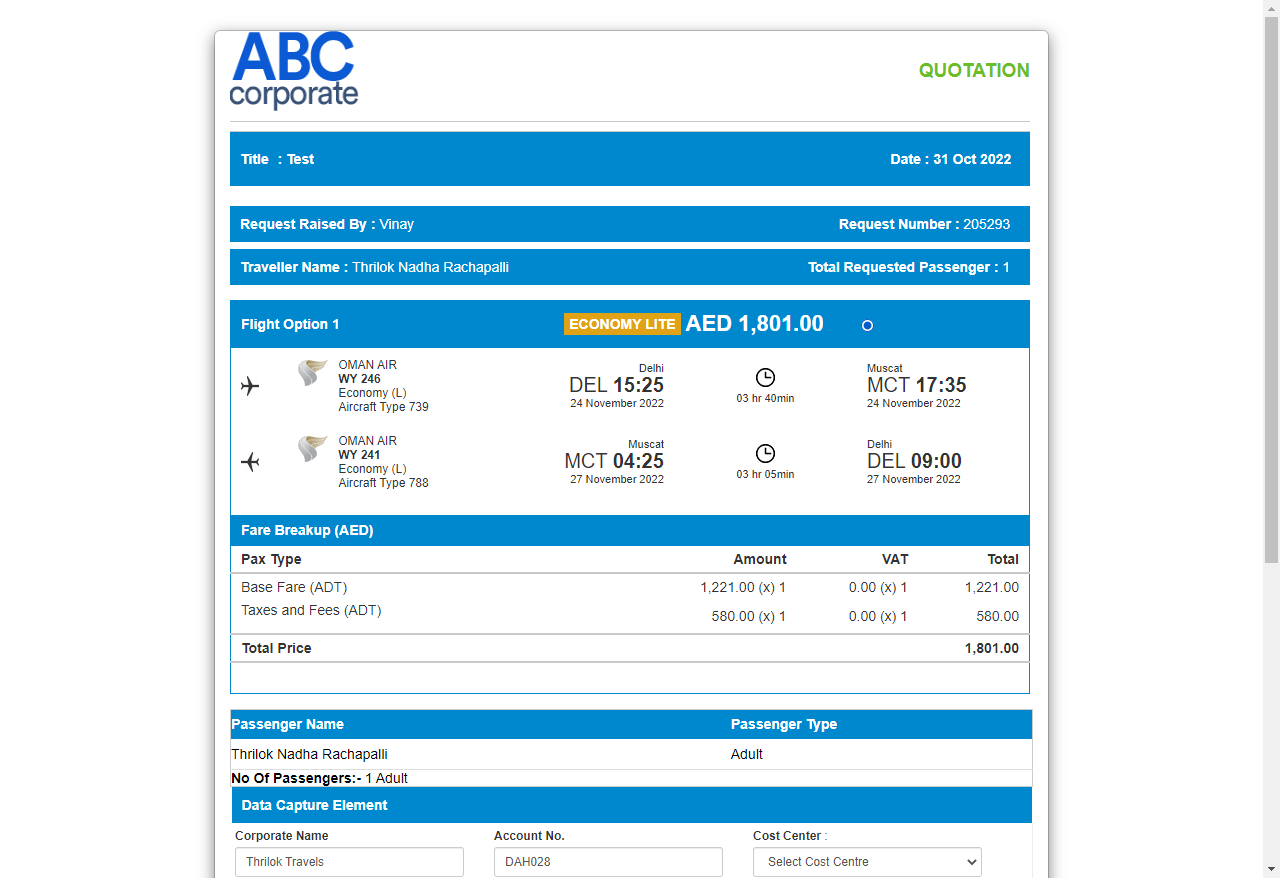 ABC
corporate
QUOTATION
Title : Test Date : 31 Oct 2022
Request Raised By : Vinay Request Number : 205293
Traveller Name : Thrilok Nadha Rachapalli Total Requested Passenger : 1
Flight Option 1 ECONOMY LITE AED 1,801.00
OMAN AIR
WY 246
Economy (L)
Aircraft Type 739
Delhi
DEL 15:25
24 November 2022
03 hr 40min
Muscat
MCT 17:35
24 November 2022
OMAN AIR
WY 241
Economy (L)
Aircraft Type 788
Muscat
MCT 04:25
27 November 2022
03 hr 05min
Delhi
DEL 09:00
27 November 2022
Fare Breakup (AED)
Pax Type Amount VAT Total
Base Fare (ADT) 1,221.00 (x) 1 0.00 (x) 1 1,221.00
Taxes and Fees (ADT) 580.00 (x) 1 0.00 (x) 1 580.00
Total Price 1,801.00
Passenger Name Passenger Type
Thrilok Nadha Rachapalli Adult
No Of Passengers:- 1 Adult
Data Capture Element
Corporate Name Account No. Cost Center :
Thrilok Travels DAH028 Select Cost Centre